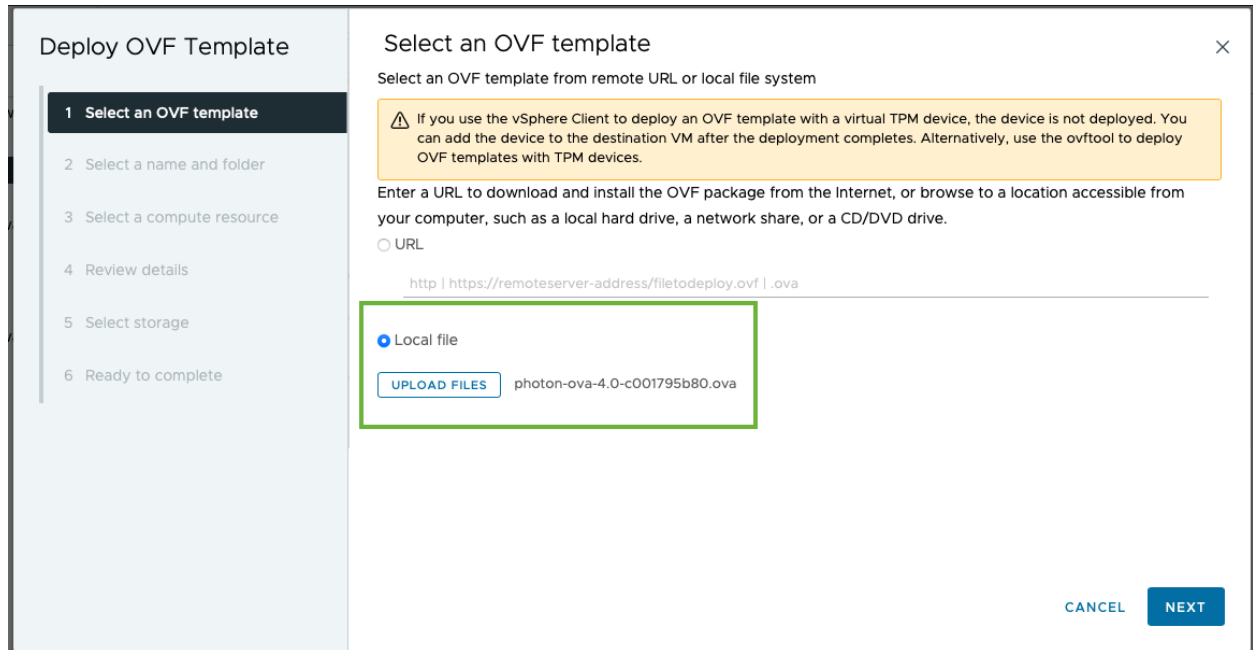 Deploy OVF Template
1 Select an OVF template
2 Select a name and folder
3 Select a compute resource
4 Review details
5 Select storage
6 Ready to complete
Select an OVF template
Select an OVF template from remote URL or local file system
If you use the vSphere Client to deploy an OVF template with a virtual TPM device, the device is not deployed. You
can add the device to the destination VM after the deployment completes. Alternatively, use the ovftool to deploy
OVF templates with TPM devices.
Enter a URL to download and install the OVF package from the Internet, or browse to a location accessible from
your computer, such as a local hard drive, a network share, or a CD/DVD drive.
URL
http | https://remoteserver-address/filetodeploy.ovf | .ova
Local file
UPLOAD FILES photon-ova-4.0-c001795b80.ova
CANCEL NEXT